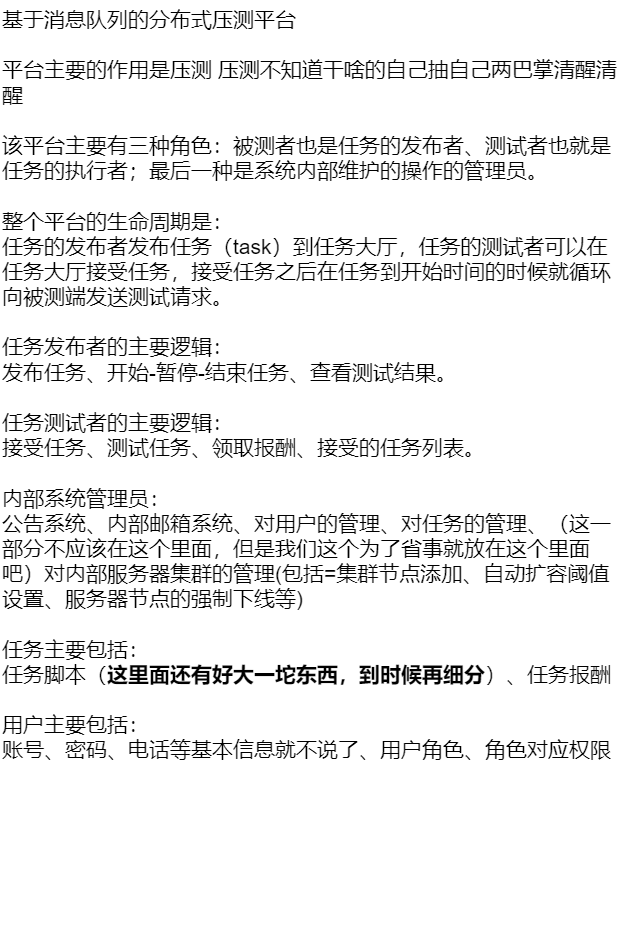 基于消息队列的分布式压测平台
平台主要的作用是压测 压测不知道干啥的自己抽自己两巴掌清醒清
醒
该平台主要有三种角色：被测者也是任务的发布者、测试者也就是
任务的执行者；最后一种是系统内部维护的操作的管理员。
整个平台的生命周期是：
任务的发布者发布任务（task）到任务大厅，任务的测试者可以在
任务大厅接受任务，接受任务之后在任务到开始时间的时候就循环
向被测端发送测试请求。
任务发布者的主要逻辑：
发布任务、开始-暂停-结束任务、查看测试结果。
任务测试者的主要逻辑：
接受任务、测试任务、领取报酬、接受的任务列表。
内部系统管理员：
公告系统、内部邮箱系统、对用户的管理、对任务的管理、（这一
部分不应该在这个里面，但是我们这个为了省事就放在这个里面
吧）对内部服务器集群的管理(包括=集群节点添加、自动扩容阈值
设置、服务器节点的强制下线等)
任务主要包括：
任务脚本（这里面还有好大一坨东西，到时候再细分）、任务报酬
用户主要包括：
账号、密码、电话等基本信息就不说了、用户角色、角色对应权限